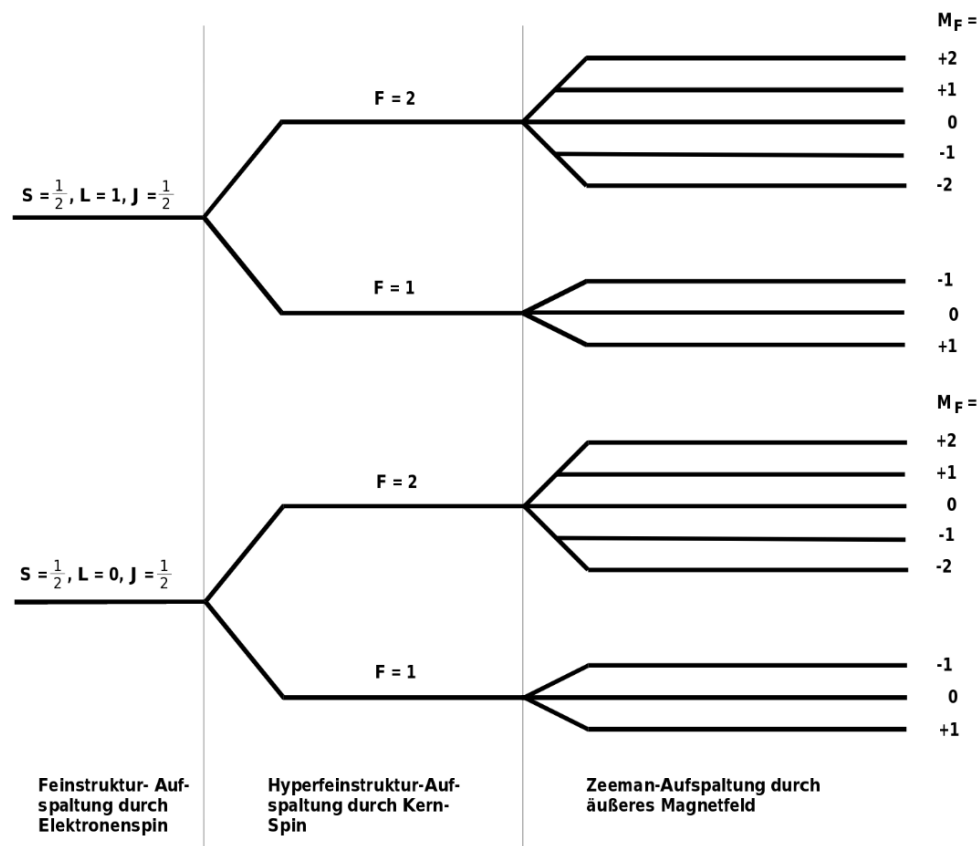 M_F =
+2
+1
F = 2
0
-1
S = 1/2, L = 1, J = 1/2
-2
-1
F = 1
0
+1
M_F =
+2
+1
F = 2
0
-1
-2
S = 1/2, L = 0, J = 1/2
-1
F = 1
0
+1
Feinstruktur- Auf-
spaltung durch
Elektronenspin
Hyperfeinstruktur-Auf-
spaltung durch Kern-
Spin
Zeeman-Aufspaltung durch
äußeres Magnetfeld